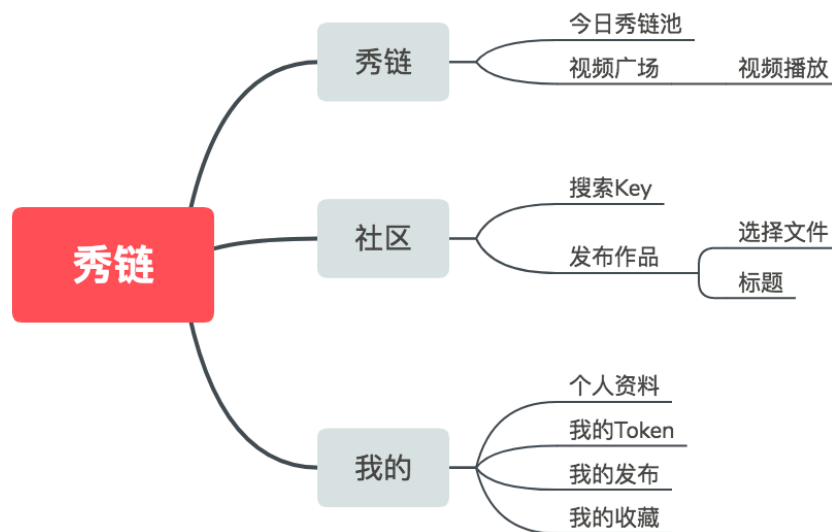 秀链
秀链
今日秀链池
视频广场
视频播放
社区
搜索Key
发布作品
选择文件
标题
我的
个人资料
我的Token
我的发布
我的收藏